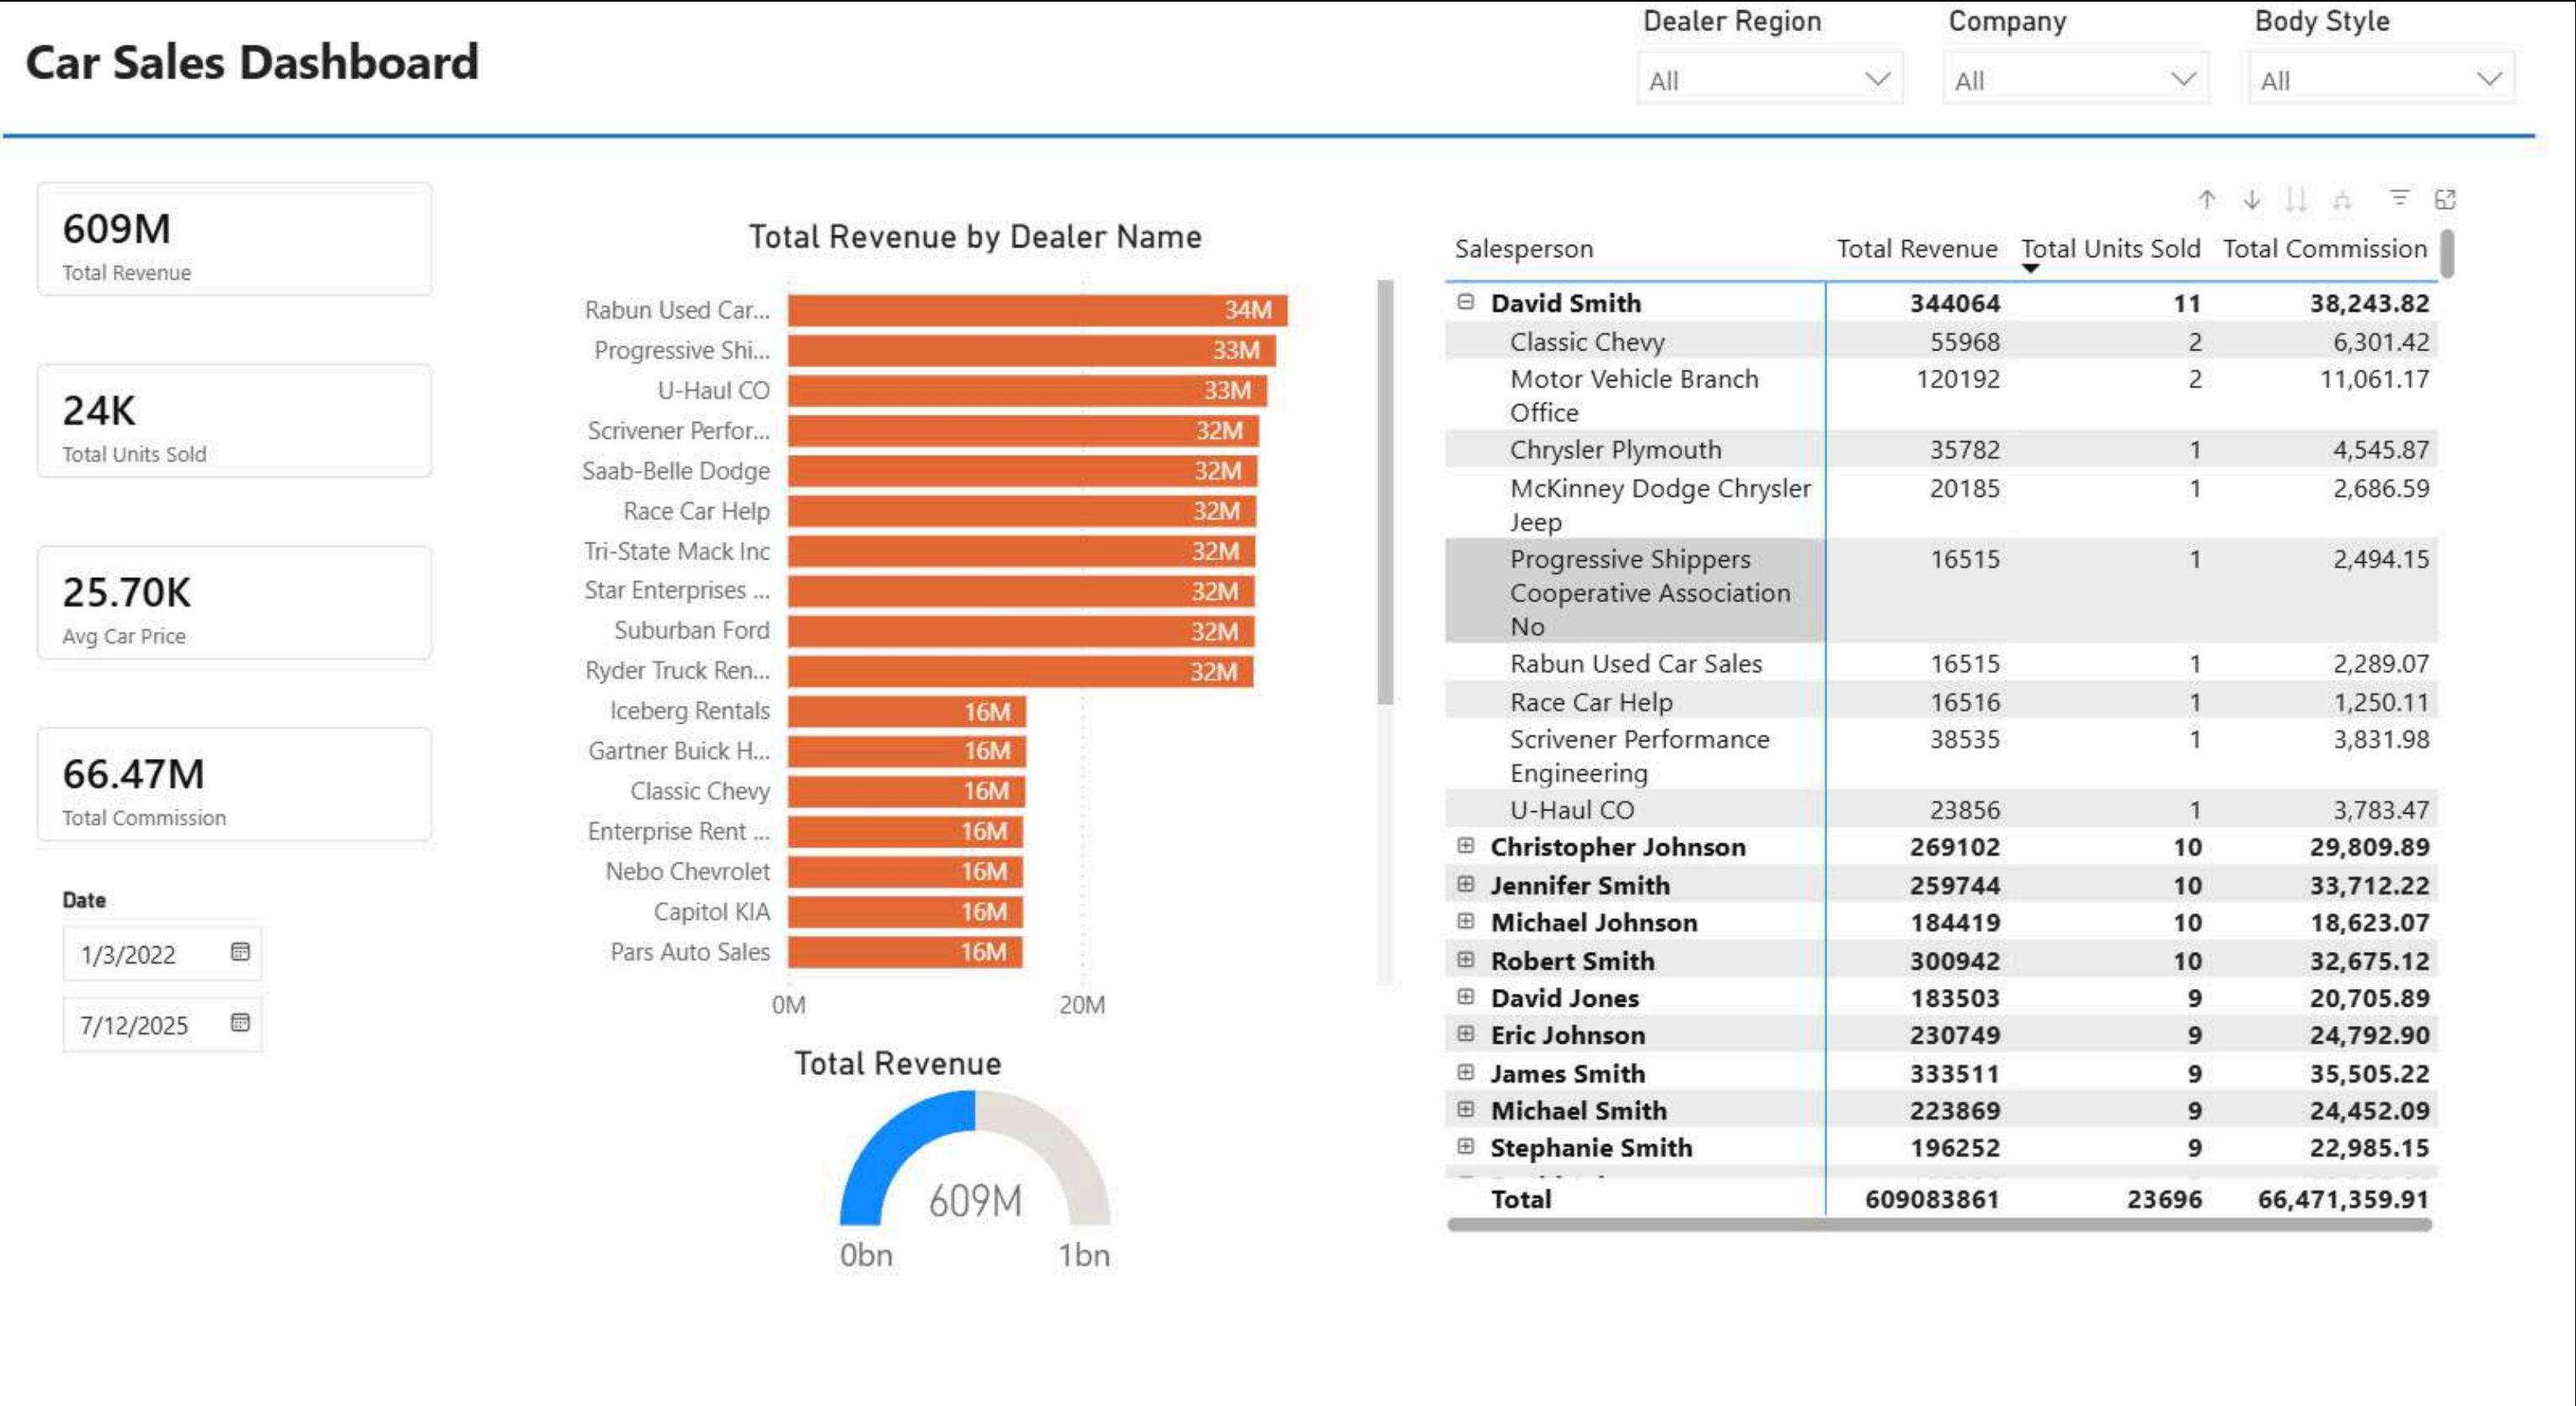 Car Sales Dashboard
Dealer Region
All
Company
All
Body Style
All
609M
Total Revenue
24K
Total Units Sold
25.70K
Avg Car Price
66.47M
Total Commission
Date
1/3/2022
7/12/2025
Total Revenue by Dealer Name
Rabun Used Car... 34M
Progressive Shi... 33M
U-Haul CO 33M
Scrivener Perfor... 32M
Saab-Belle Dodge 32M
Race Car Help 32M
Tri-State Mack Inc 32M
Star Enterprises ... 32M
Suburban Ford 32M
Ryder Truck Ren... 32M
Iceberg Rentals 16M
Gartner Buick H... 16M
Classic Chevy 16M
Enterprise Rent ... 16M
Nebo Chevrolet 16M
Capitol KIA 16M
Pars Auto Sales 16M
0M 20M
Total Revenue
609M
0bn 1bn
Salesperson Total Revenue Total Units Sold Total Commission
David Smith 344064 11 38,243.82
Classic Chevy 55968 2 6,301.42
Motor Vehicle Branch 120192 2 11,061.17
Office
Chrysler Plymouth 35782 1 4,545.87
McKinney Dodge Chrysler 20185 1 2,686.59
Jeep
Progressive Shippers 16515 1 2,494.15
Cooperative Association
No
Rabun Used Car Sales 16515 1 2,289.07
Race Car Help 16516 1 1,250.11
Scrivener Performance 38535 1 3,831.98
Engineering
U-Haul CO 23856 1 3,783.47
Christopher Johnson 269102 10 29,809.89
Jennifer Smith 259744 10 33,712.22
Michael Johnson 184419 10 18,623.07
Robert Smith 300942 10 32,675.12
David Jones 183503 9 20,705.89
Eric Johnson 230749 9 24,792.90
James Smith 333511 9 35,505.22
Michael Smith 223869 9 24,452.09
Stephanie Smith 196252 9 22,985.15
Total 609083861 23696 66,471,359.91